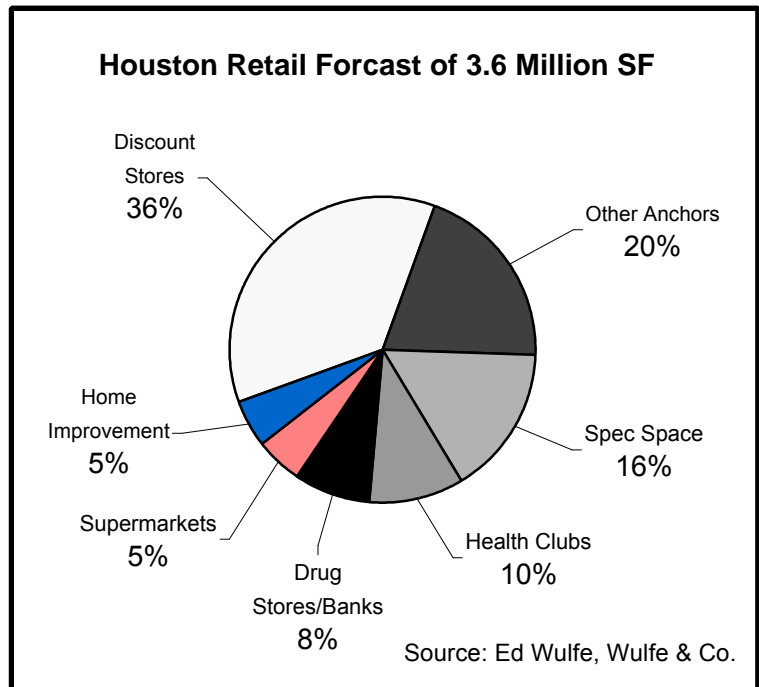 Houston Retail Forcast of 3.6 Million SF
Discount
Stores
36%
Other Anchors
20%
Home
Improvement
5%
Spec Space
16%
Supermarkets
5%
Health Clubs
10%
Drug
Stores/Banks
8%
Source: Ed Wulfe, Wulfe & Co.